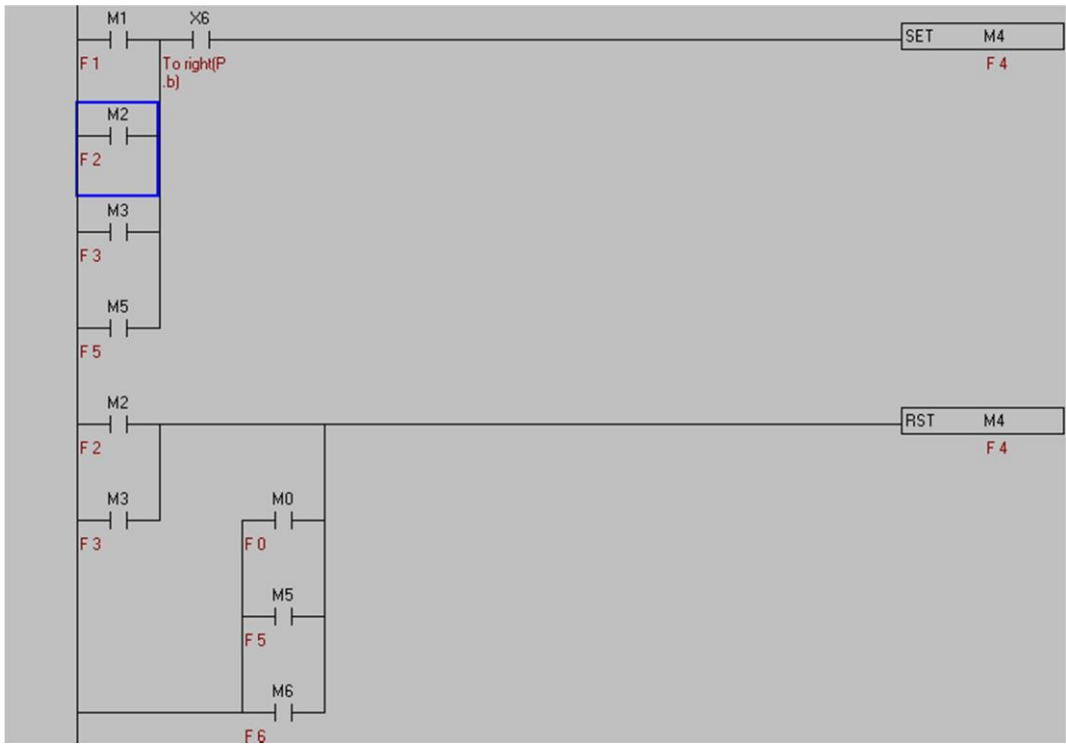 M1 X6 SET M4
F 1 To right(P F 4
.b)
M2
F 2
M3
F 3
M5
F 5
M2 RST M4
F 2 F 4
M3 M0
F 3 F 0
M5
F 5
M6
F 6